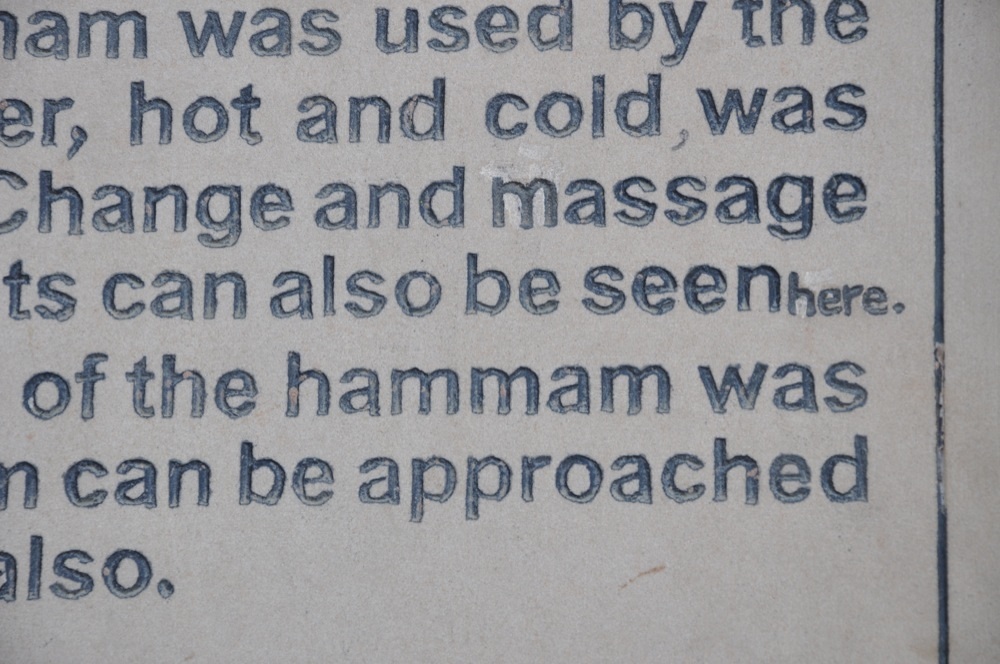 ham was used by the
er, hot and cold, was
Change and massage
ts can also be seen here.
of the hammam was
can be approached
also.